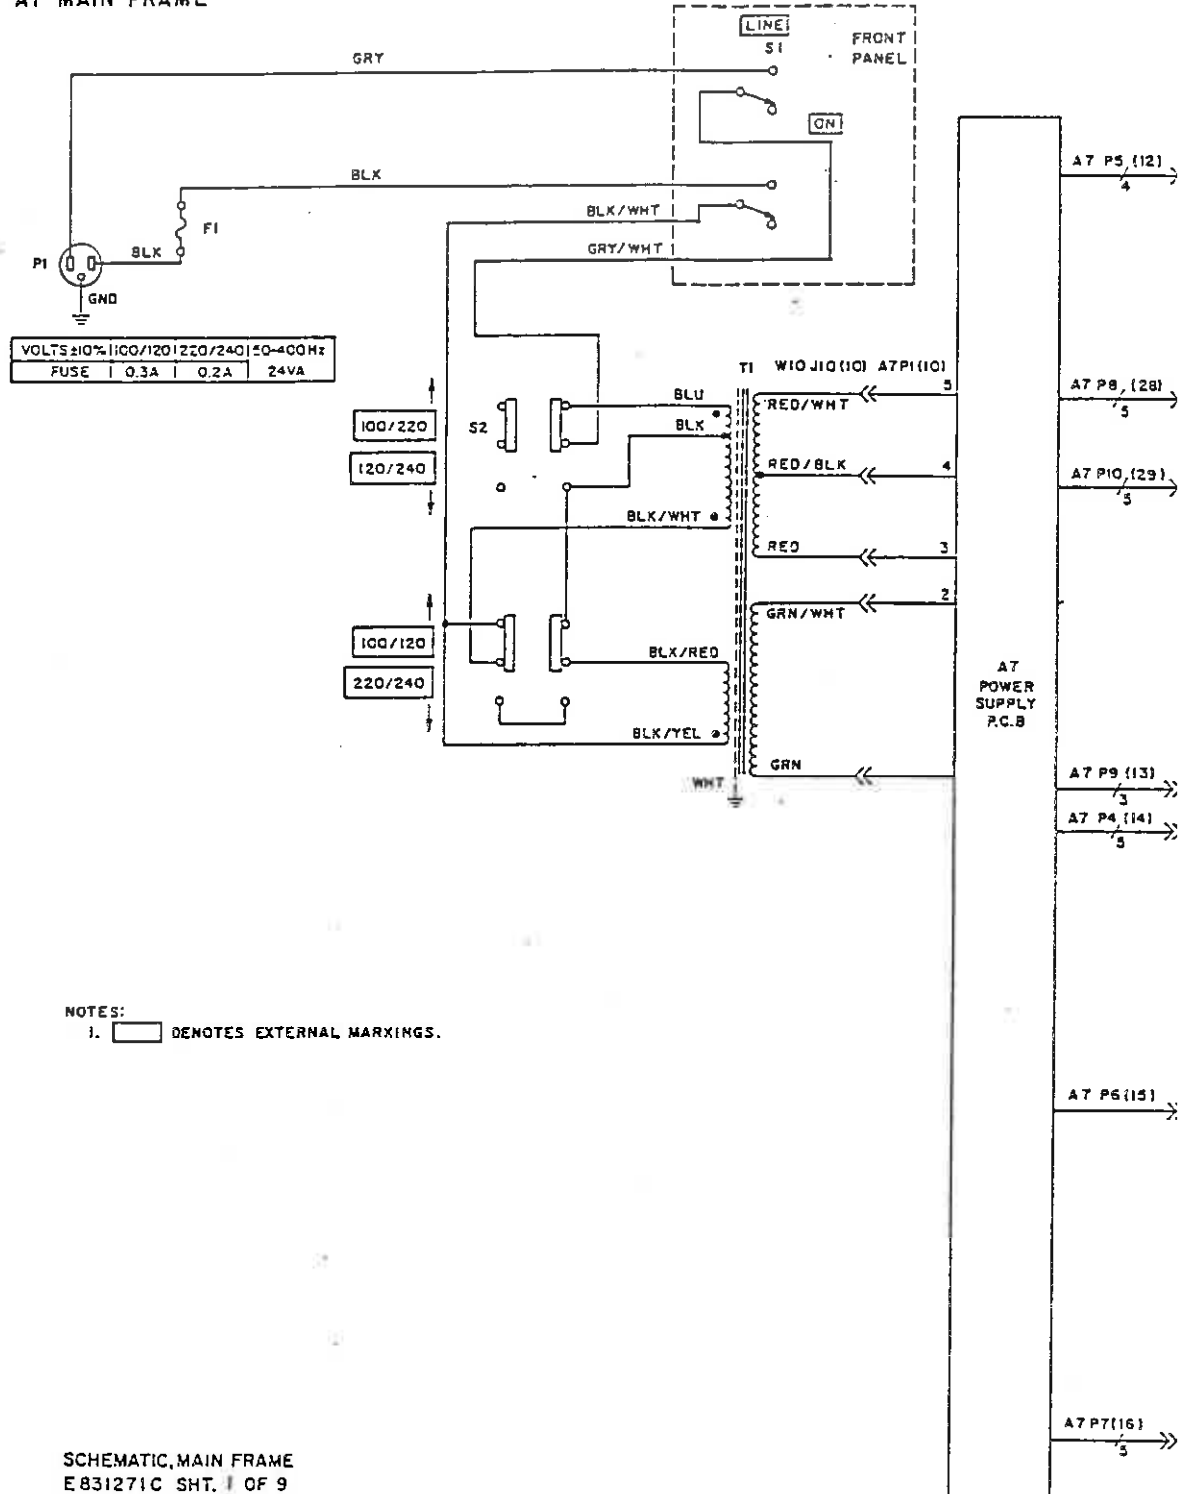 A1 MAIN FRAME
LINE
S1
FRONT
PANEL
GRY
ON
A7 P5 (12)
4
BLK
BLK/WHT
F1
GRY/WHT
BLK
P1
GND
VOLTS±10% 100/120 220/240 50-400Hz
FUSE 0.3A 0.2A 24VA
T1 W10J10(10) A7P1(10)
5
BLU
RED/WHT
A7 P8, (28)
5
100/220
S2
BLK
120/240
RED/BLK
4
A7 P10, (29)
5
BLK/WHT
RED
3
2
GRN/WHT
100/120
BLK/RED
220/240
A7
POWER
SUPPLY
P.C.B
BLK/YEL
GRN
WHT
A7 P9 (13)
3
A7 P4 (14)
5
NOTES:
1. DENOTES EXTERNAL MARKINGS.
A7 P6(15)
A7 P7(16)
5
SCHEMATIC, MAIN FRAME
E831271C SHT. 1 OF 9